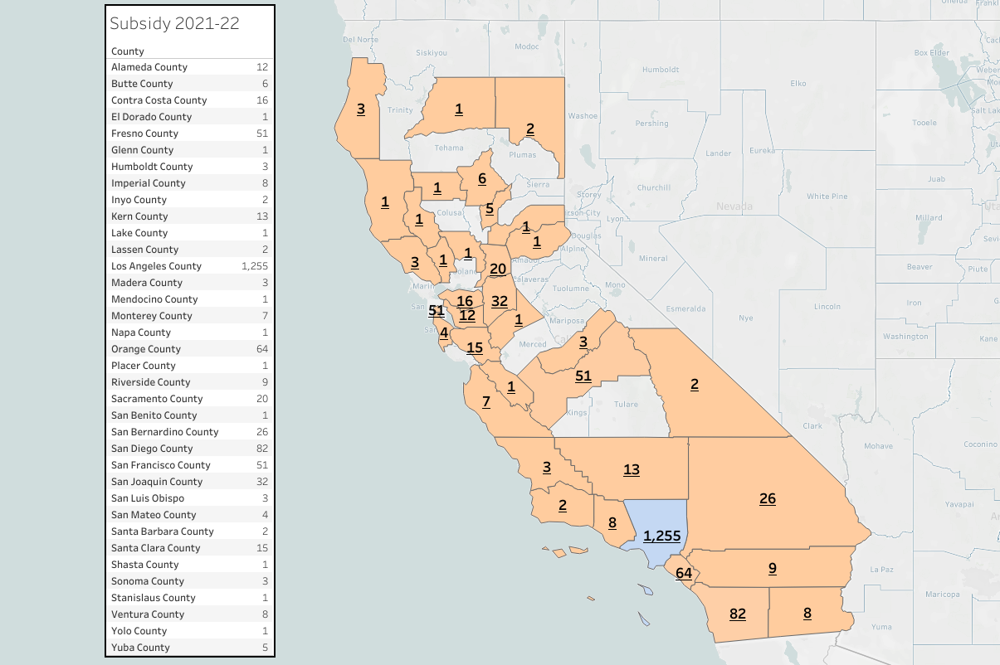 Subsidy 2021-22
County
Alameda County 12
Butte County 6
Contra Costa County 16
El Dorado County 1
Fresno County 51
Glenn County 1
Humboldt County 3
Imperial County 8
Inyo County 2
Kern County 13
Lake County 1
Lassen County 2
Los Angeles County 1,255
Madera County 3
Mendocino County 1
Monterey County 7
Napa County 1
Orange County 64
Placer County 1
Riverside County 9
Sacramento County 20
San Benito County 1
San Bernardino County 26
San Diego County 82
San Francisco County 51
San Joaquin County 32
San Luis Obispo 3
San Mateo County 4
Santa Barbara County 2
Santa Clara County 15
Shasta County 1
Sonoma County 3
Stanislaus County 1
Ventura County 8
Yolo County 1
Yuba County 5
Del Norte
Siskiyou
Modoc
Humboldt
Elko
Box Elder
3
Trinity
1
2
Washoe
Pershing
Tooele
Salt Lak
Tehama
Plumas
Lander
Eureka
6
Sierra
Storey
Churchill
White Pine
Juab
1
1
5
Colusa
Nevada
1
1
rson City
Lyon
Millard
1
Douglas
Alpine
3
1
1
20
Amador
Mineral
Beaver
Piute
Marin
olano
alaveras
Tuolumne
Mono
Esmeralda
Nye
Lincoln
Iron
51
16
32
12
1
Mariposa
4
15
Merced
3
Washington
Kane
7
1
51
2
Kings
Tulare
Clark
Mohave
Coconino
3
13
26
Yavapai
2
8
1,255
64
9
La Paz
Maricopa
82
8
Yuma